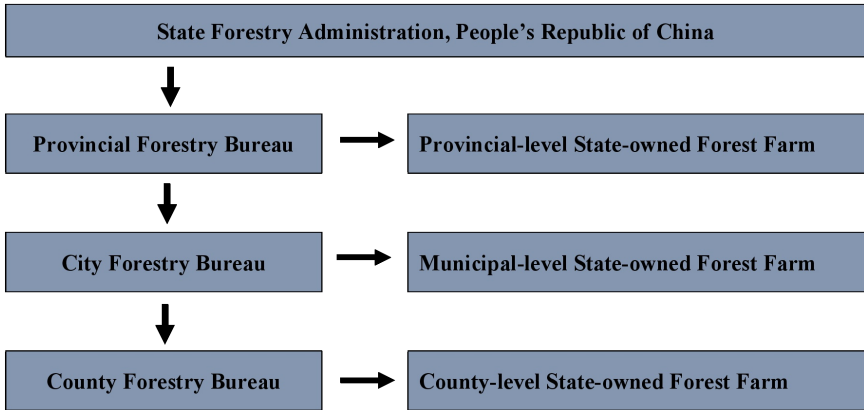 State Forestry Administration, People’s Republic of China
Provincial Forestry Bureau
Provincial-level State-owned Forest Farm
City Forestry Bureau
Municipal-level State-owned Forest Farm
County Forestry Bureau
County-level State-owned Forest Farm